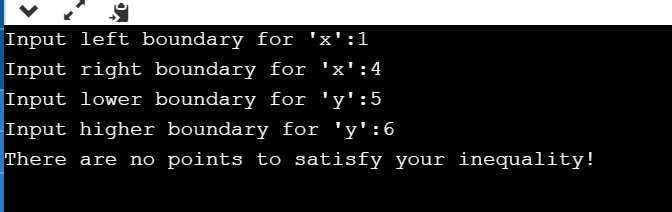 Input left boundary for 'x':1
Input right boundary for 'x':4
Input lower boundary for 'y':5
Input higher boundary for 'y':6
There are no points to satisfy your inequality!